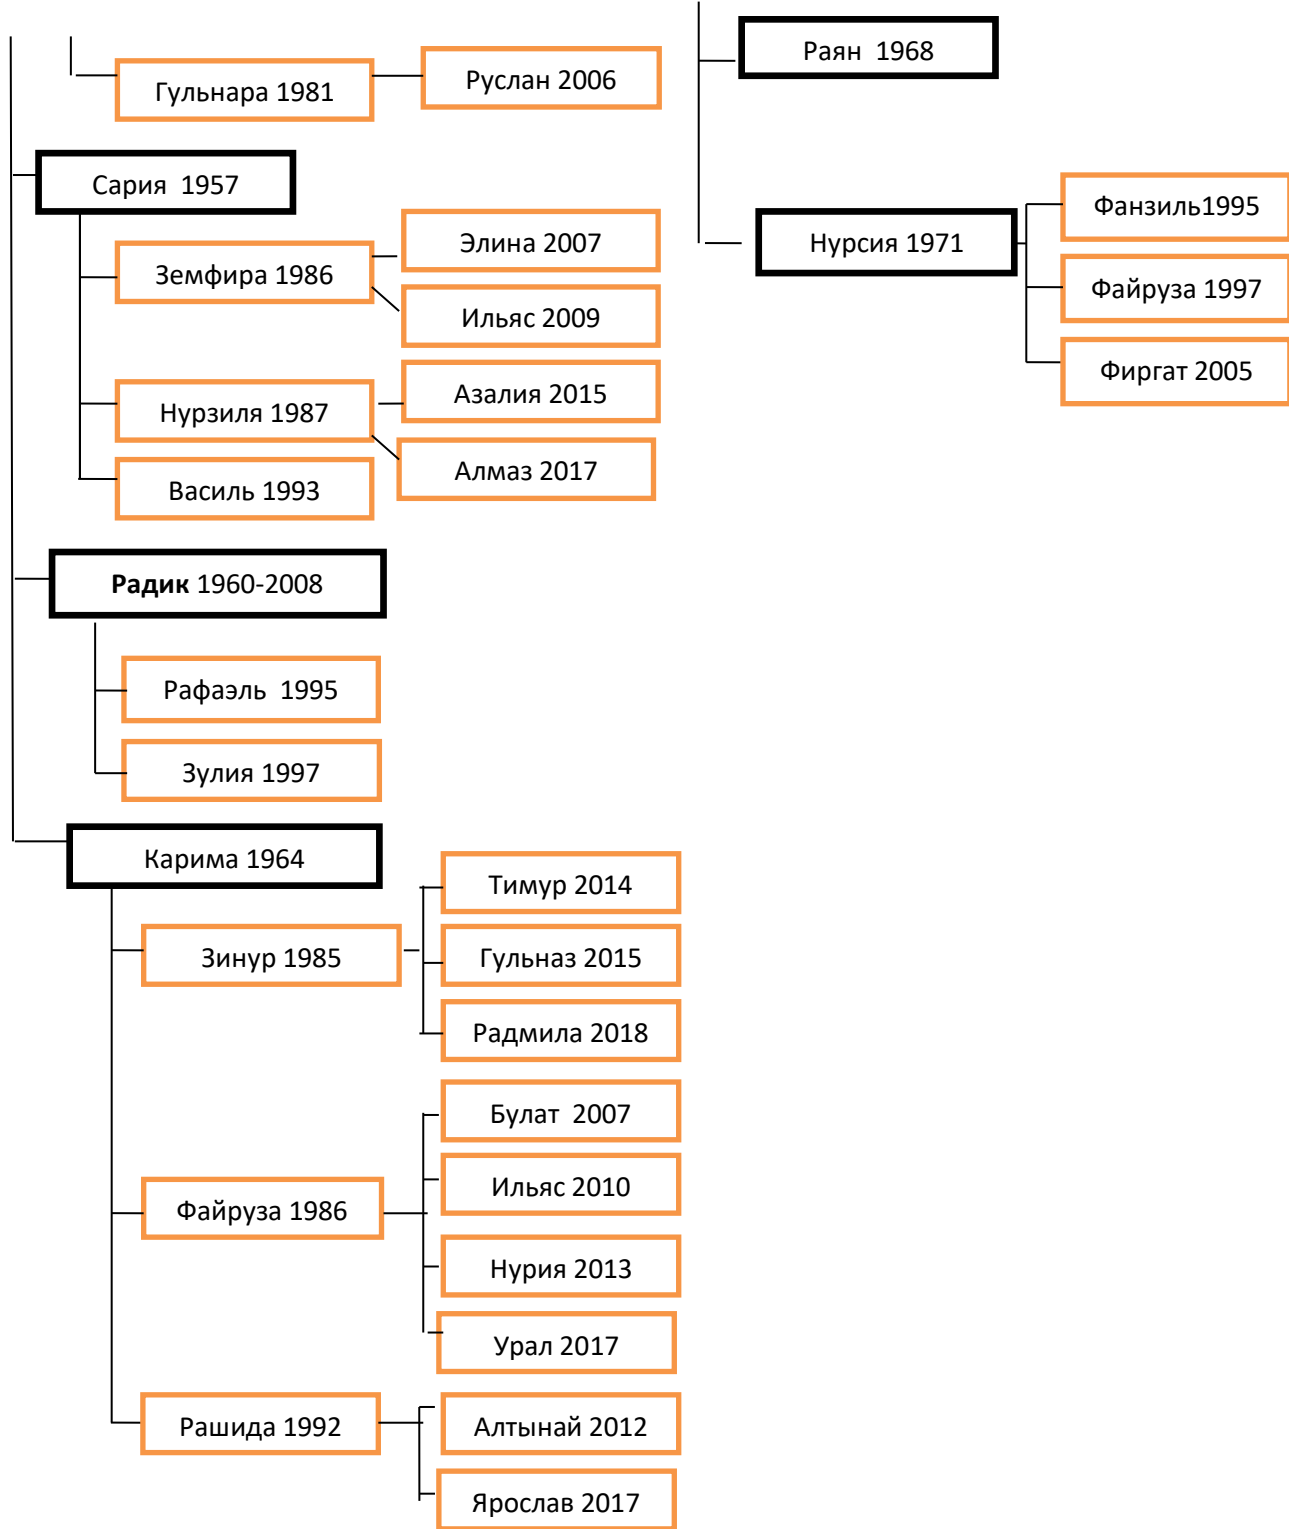 Гульнара 1981
Руслан 2006
Сария 1957
Земфира 1986
Элина 2007
Ильяс 2009
Нурзиля 1987
Азалия 2015
Алмаз 2017
Василь 1993
Радик 1960-2008
Рафаэль 1995
Зулия 1997
Карима 1964
Зинур 1985
Тимур 2014
Гульназ 2015
Радмила 2018
Файруза 1986
Булат 2007
Ильяс 2010
Нурия 2013
Урал 2017
Рашида 1992
Алтынай 2012
Ярослав 2017
Раян 1968
Нурсия 1971
Фанзиль1995
Файруза 1997
Фиргат 2005